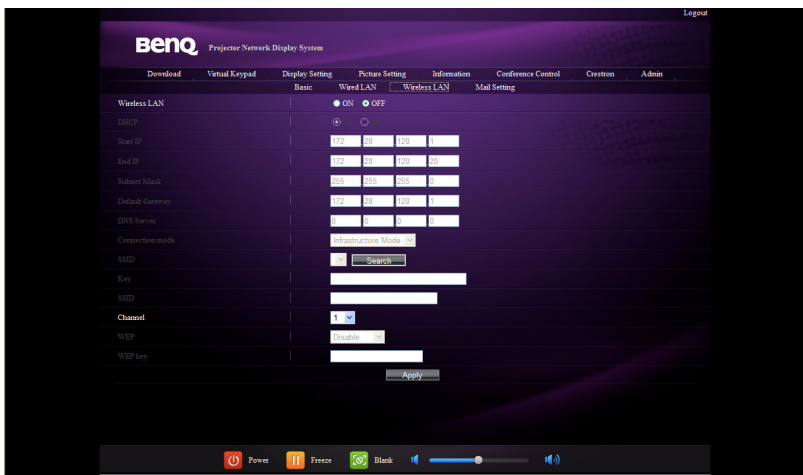 Logout
BenQ Projector Network Display System
Download Virtual Keypad Display Setting Picture Setting Information Conference Control Crestron Admin
Basic Wired LAN Wireless LAN Mail Setting
Wireless LAN ON OFF
DHCP
Start IP 172 .28 .120 .1
End IP 172 .28 .120 .20
Subnet Mask 255 .255 .255 .0
Default Gateway 172 .28 .120 .1
DNS Server 0 .0 .0 .0
Connection mode Infrastructure Mode
SSID Search
Key
SSID
Channel 1
WEP Disable
WEP key
Apply
Power Freeze Blank